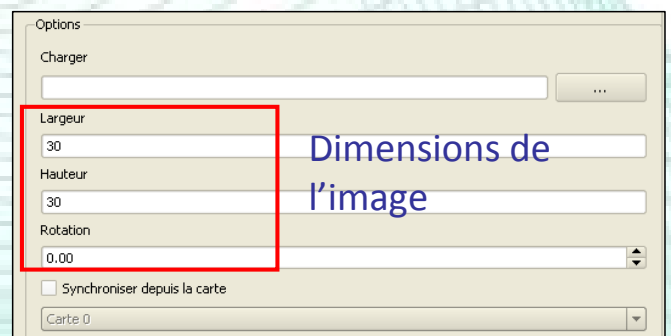 Options
Charger
...
Largeur
30
Dimensions de
l'image
Hauteur
30
Rotation
0.00
Synchroniser depuis la carte
Carte 0